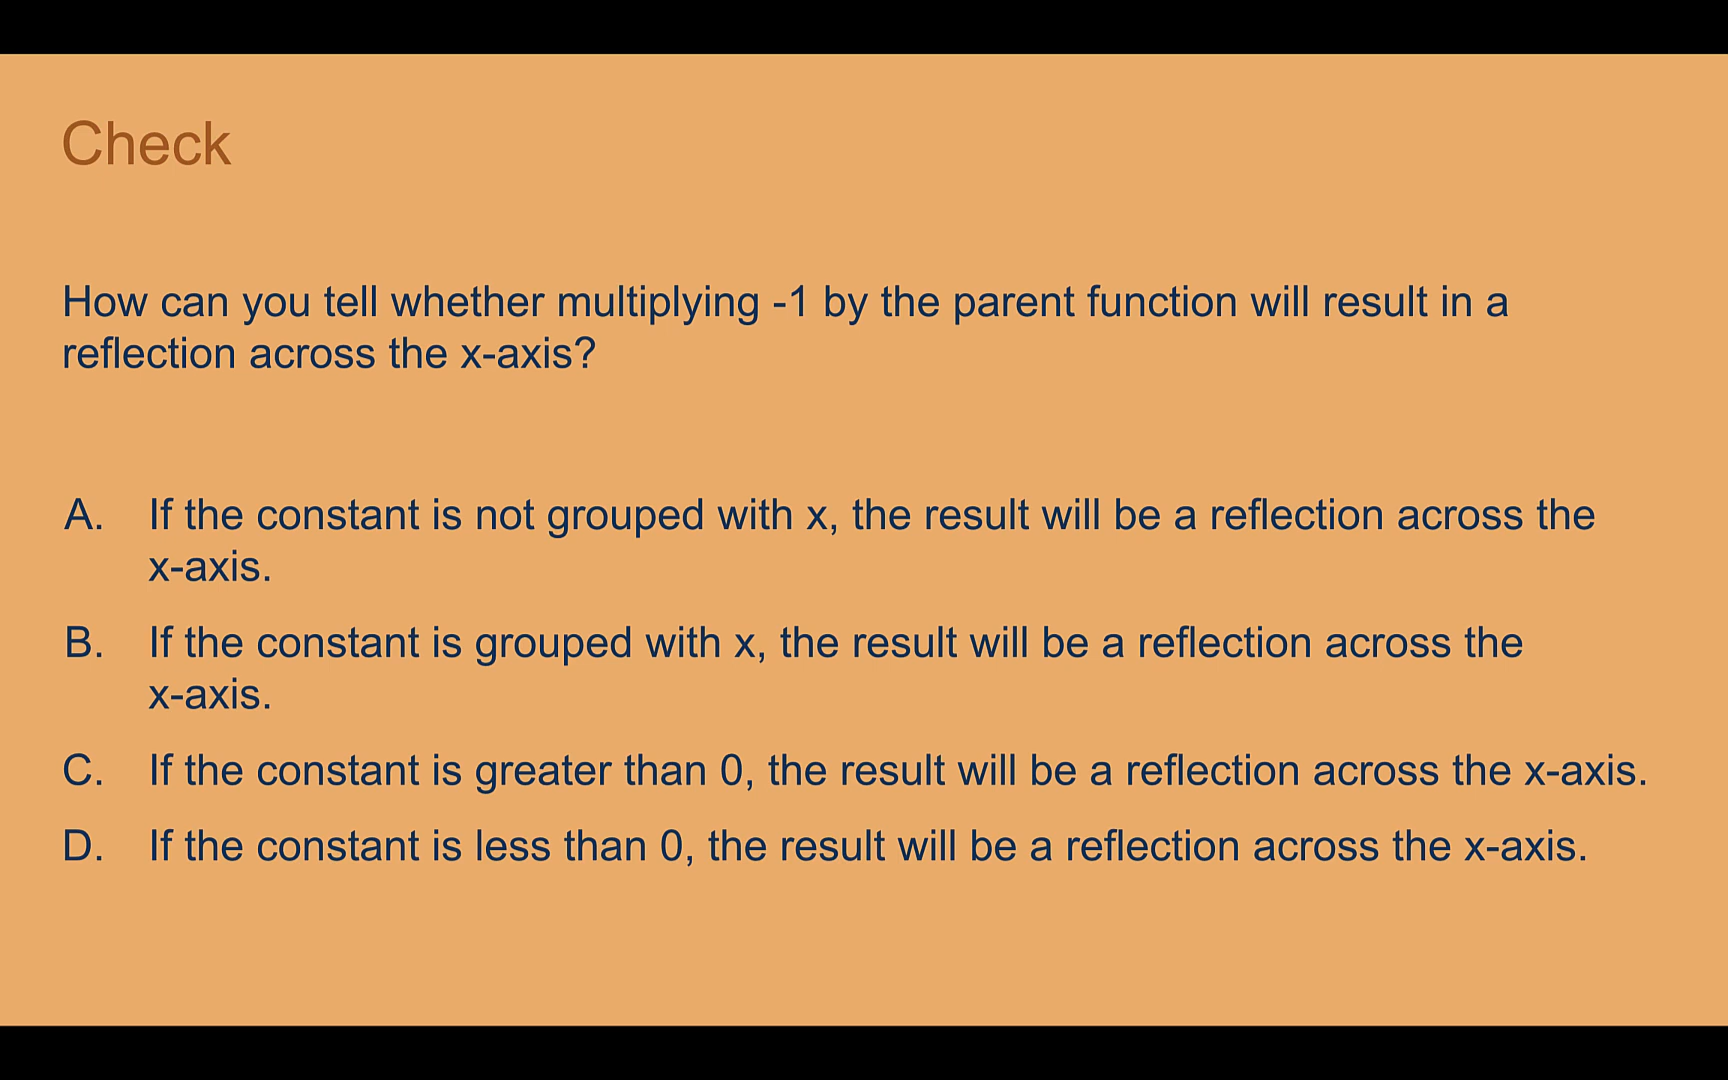 Check
How can you tell whether multiplying -1 by the parent function will result in a
reflection across the x-axis?
A. If the constant is not grouped with x, the result will be a reflection across the
x-axis.
B. If the constant is grouped with x, the result will be a reflection across the
x-axis.
C. If the constant is greater than 0, the result will be a reflection across the x-axis.
D. If the constant is less than 0, the result will be a reflection across the x-axis.